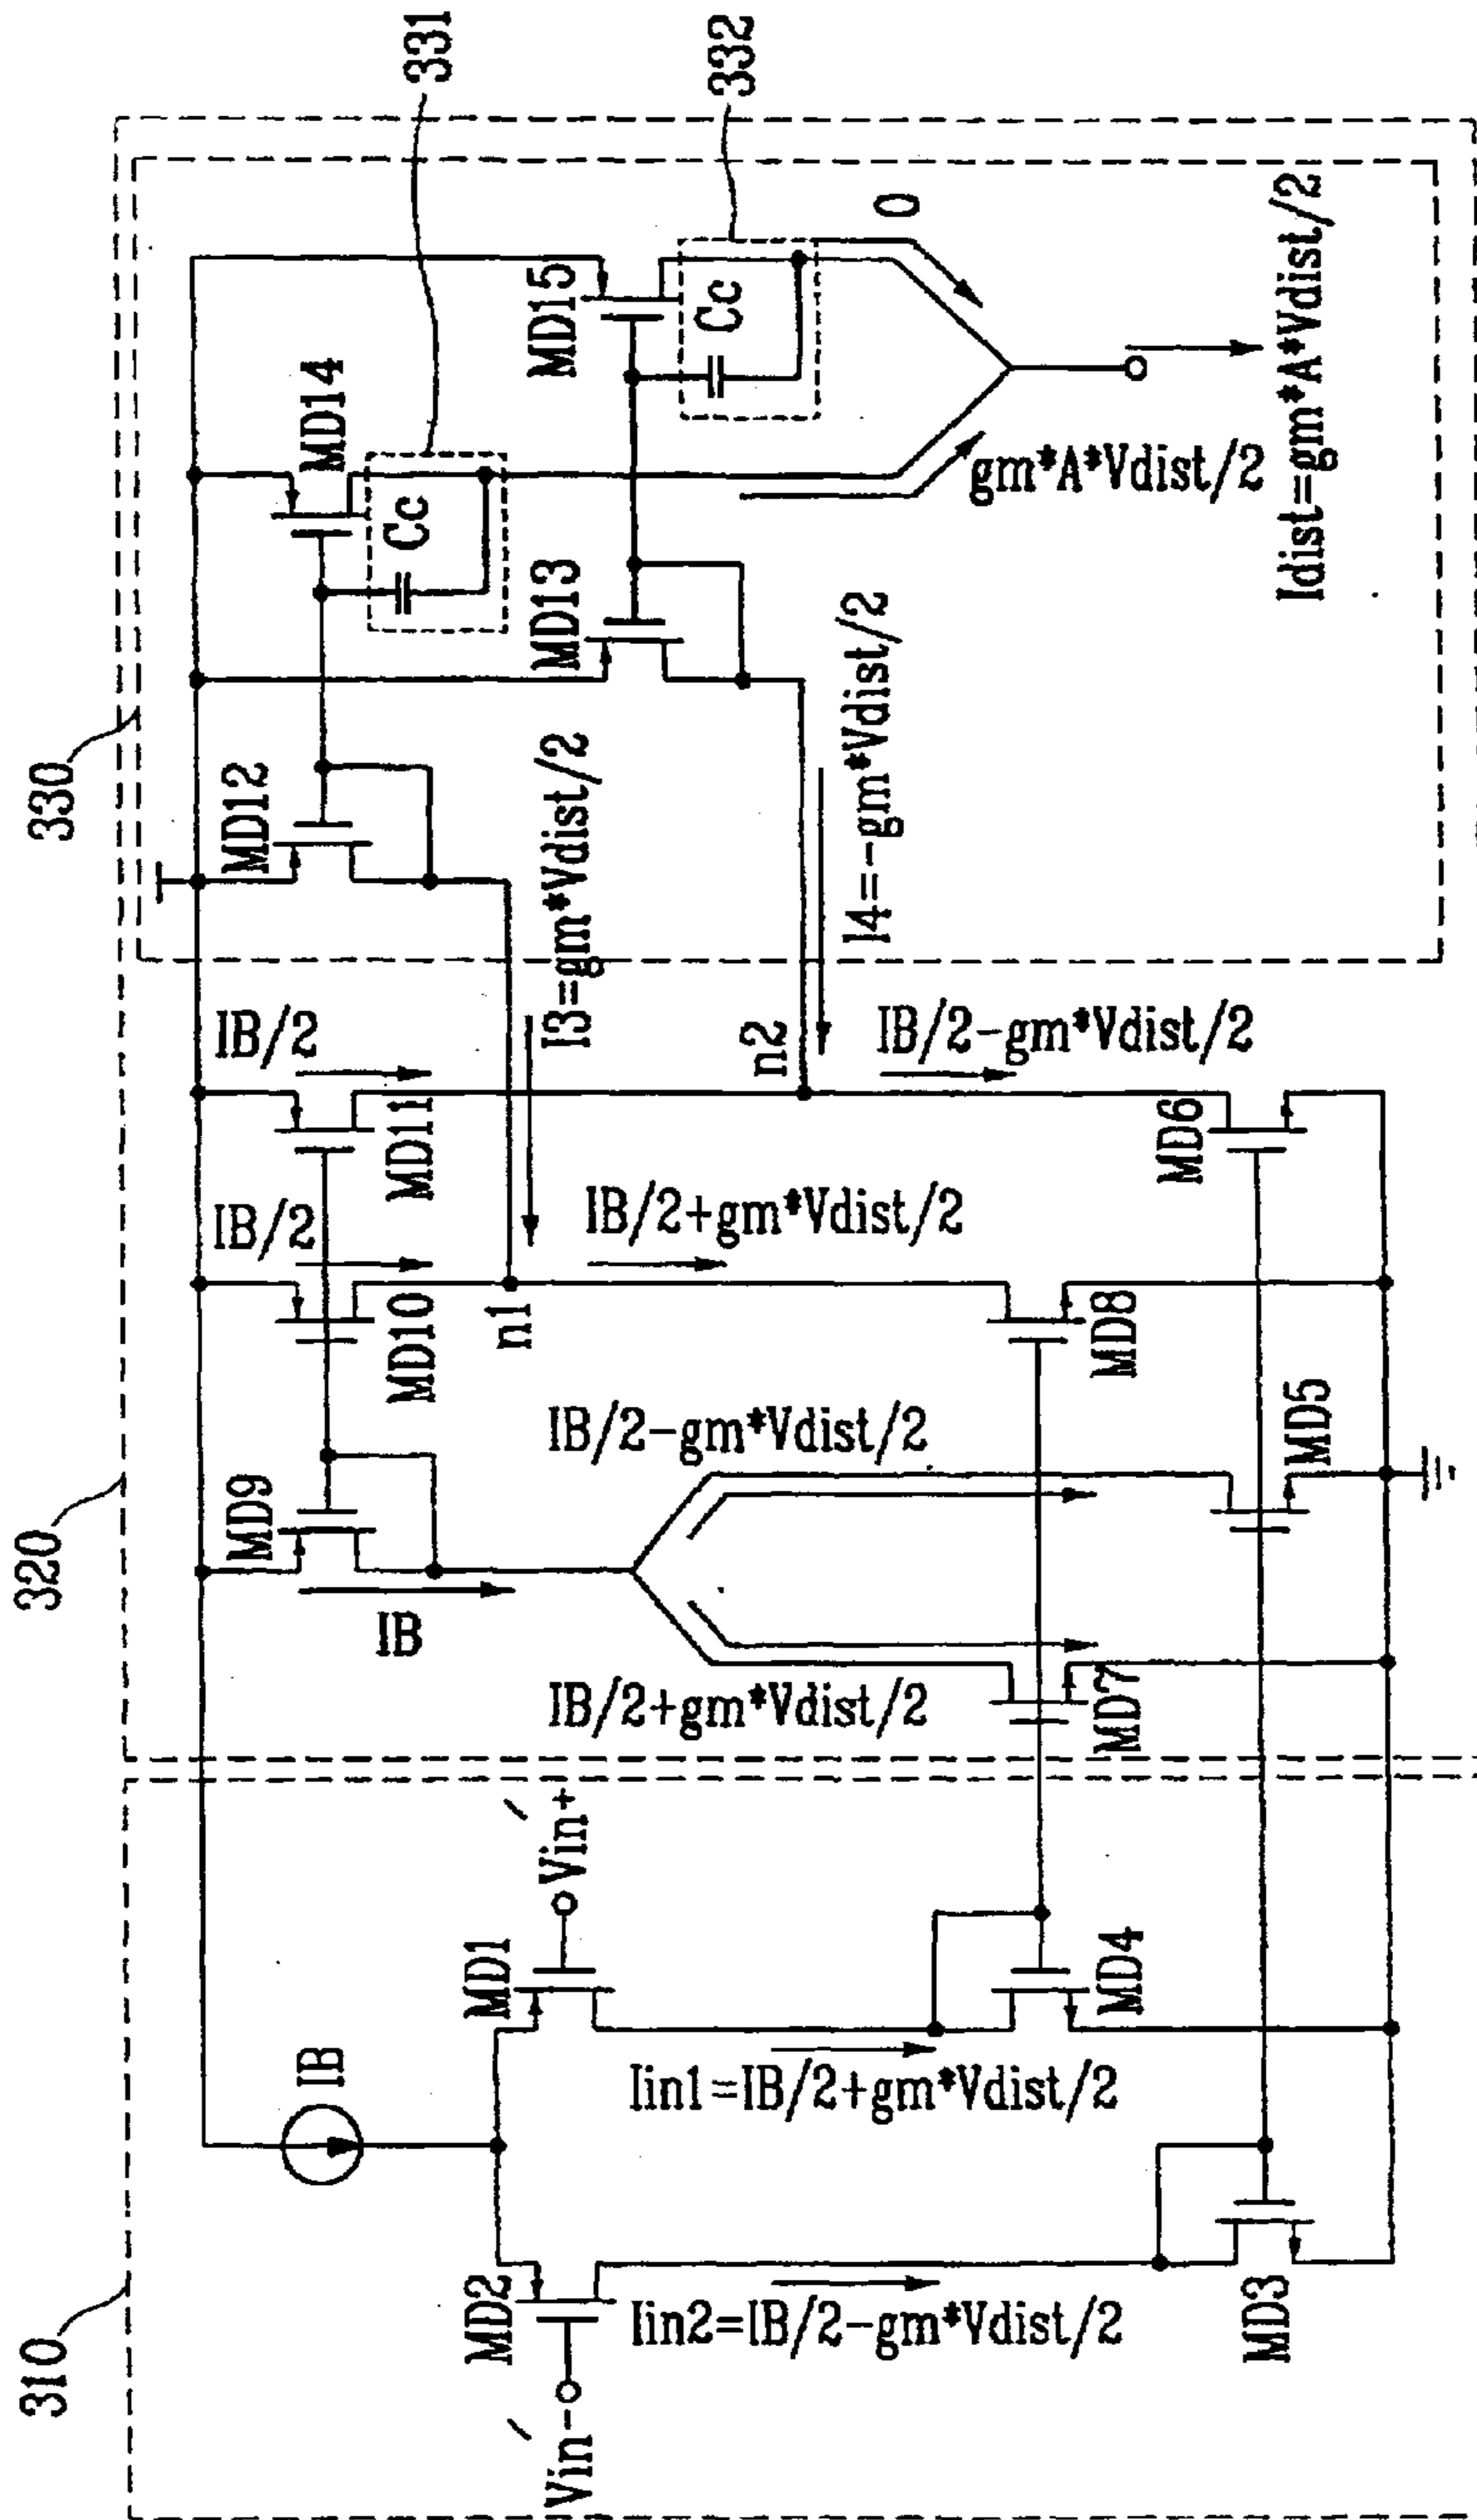 310
320
330
331
332
IB
MD2
Vin'-
MD1
Vin'+
Iin2=IB/2-gm*Vdist/2
Iin1=IB/2+gm*Vdist/2
MD3
MD4
MD9
IB
IB/2+gm*Vdist/2
IB/2-gm*Vdist/2
MD7
MD5
IB/2
MD10
n1
IB/2+gm*Vdist/2
MD8
IB/2
MD11
n2
IB/2-gm*Vdist/2
MD6
MD12
I3=gm*Vdist/2
MD14
Cc
MD13
I4=-gm*Vdist/2
MD15
Cc
gm*A*Vdist/2
0
Idist=gm*A*Vdist/2